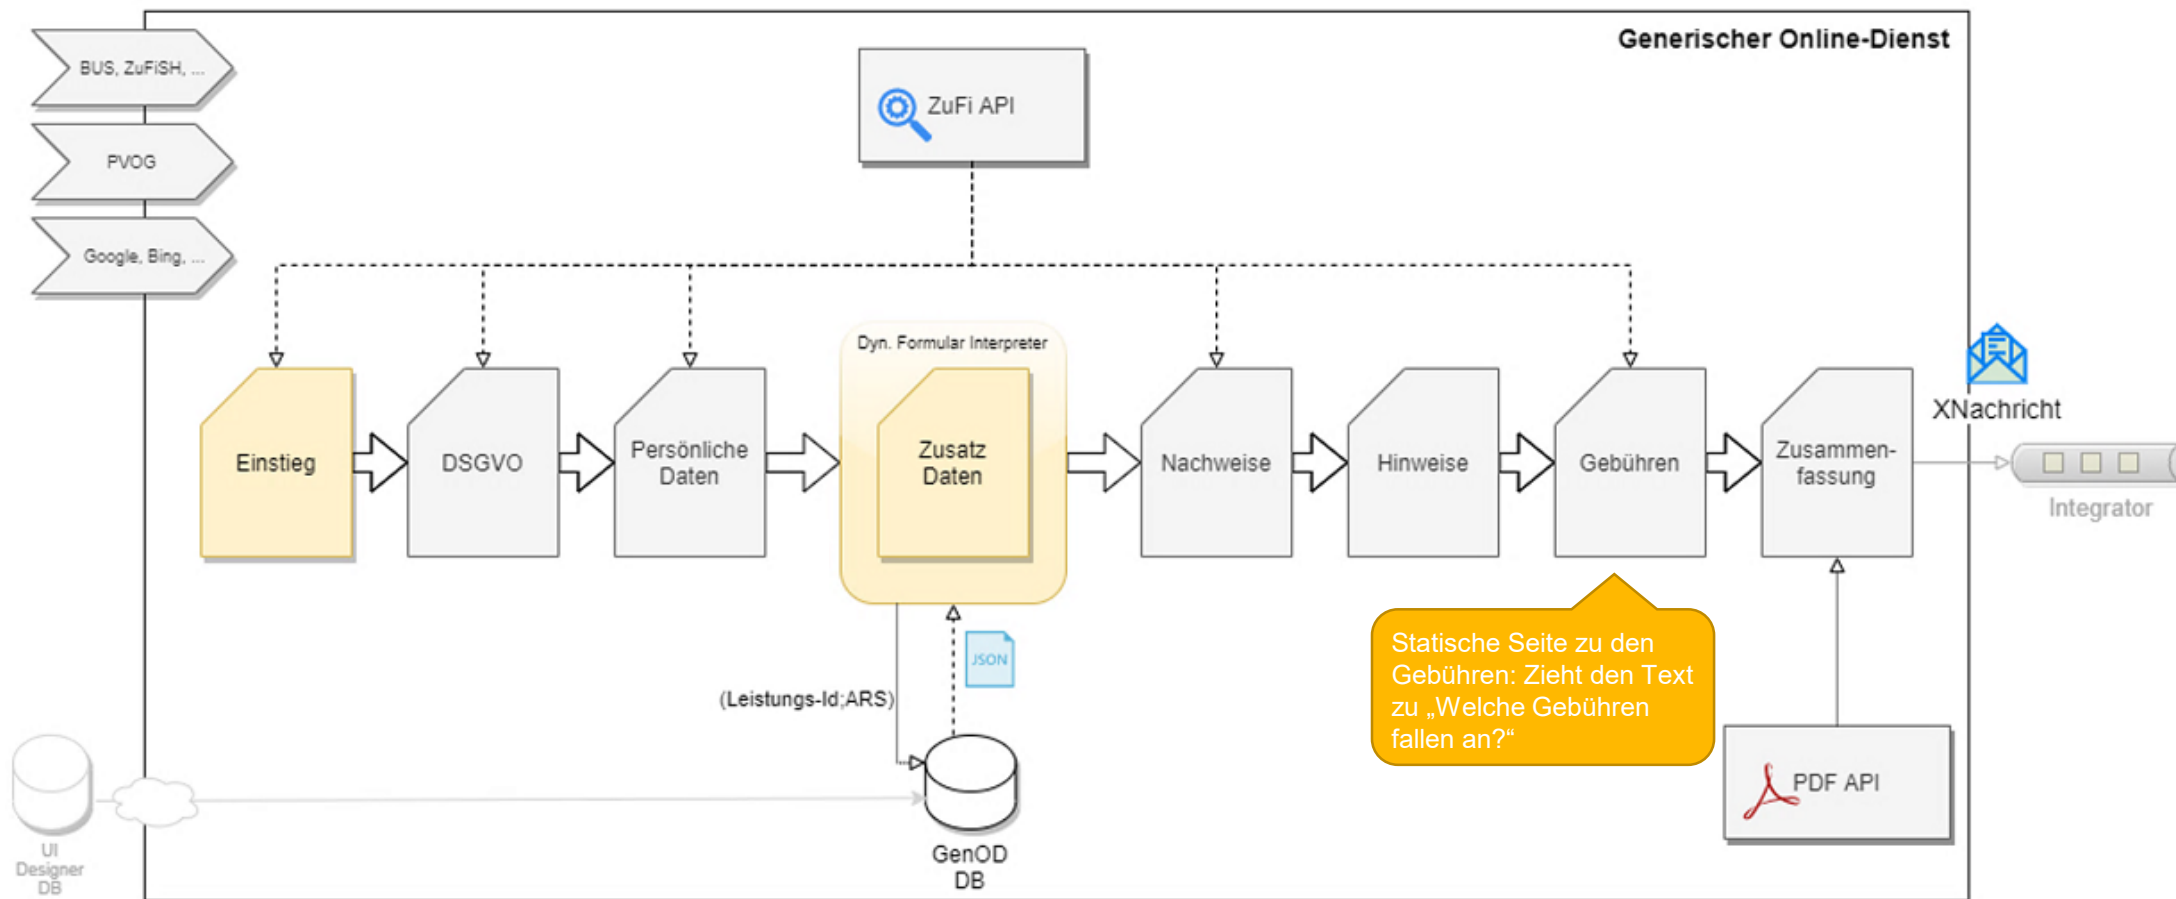 Generischer Online-Dienst
BUS, ZuFiSH, ...
PVOG
Google, Bing, ...
ZuFi API
Dyn. Formular Interpreter
Einstieg
DSGVO
Persönliche
Daten
Zusatz
Daten
Nachweise
Hinweise
Gebühren
Zusammen-
fassung
XNachricht
Integrator
JSON
(Leistungs-Id;ARS)
Statische Seite zu den
Gebühren: Zieht den Text
zu „Welche Gebühren
fallen an?“
PDF API
UI
Designer
DB
GenOD
DB